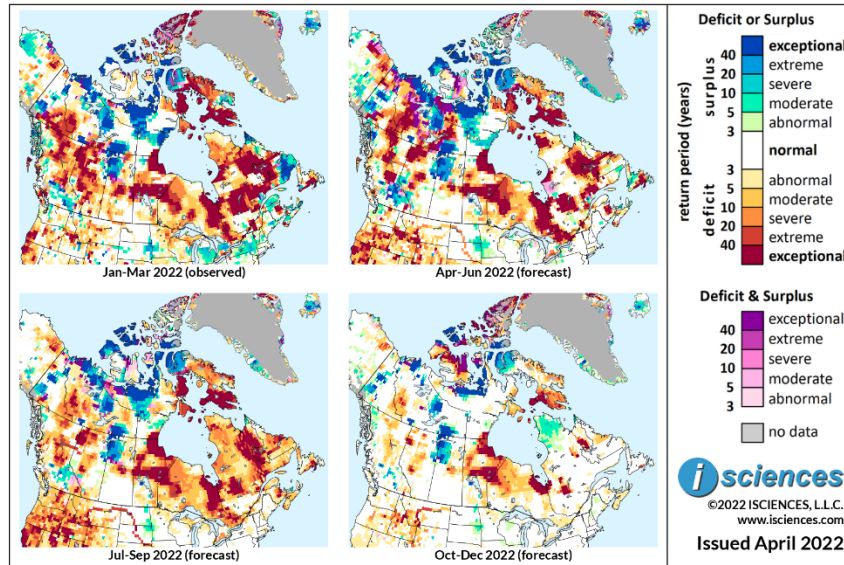 Jan-Mar 2022 (observed)
Apr-Jun 2022 (forecast)
Jul-Sep 2022 (forecast)
Oct-Dec 2022 (forecast)
Deficit or Surplus
return period (years)
surplus
deficit
40
20
10
5
3
3
5
10
20
40
exceptional
extreme
severe
moderate
abnormal
normal
abnormal
moderate
severe
extreme
exceptional
Deficit & Surplus
40
20
10
5
3
exceptional
extreme
severe
moderate
abnormal
no data
i sciences
©2022 ISCIENCES, L.L.C.
www.isciences.com
Issued April 2022